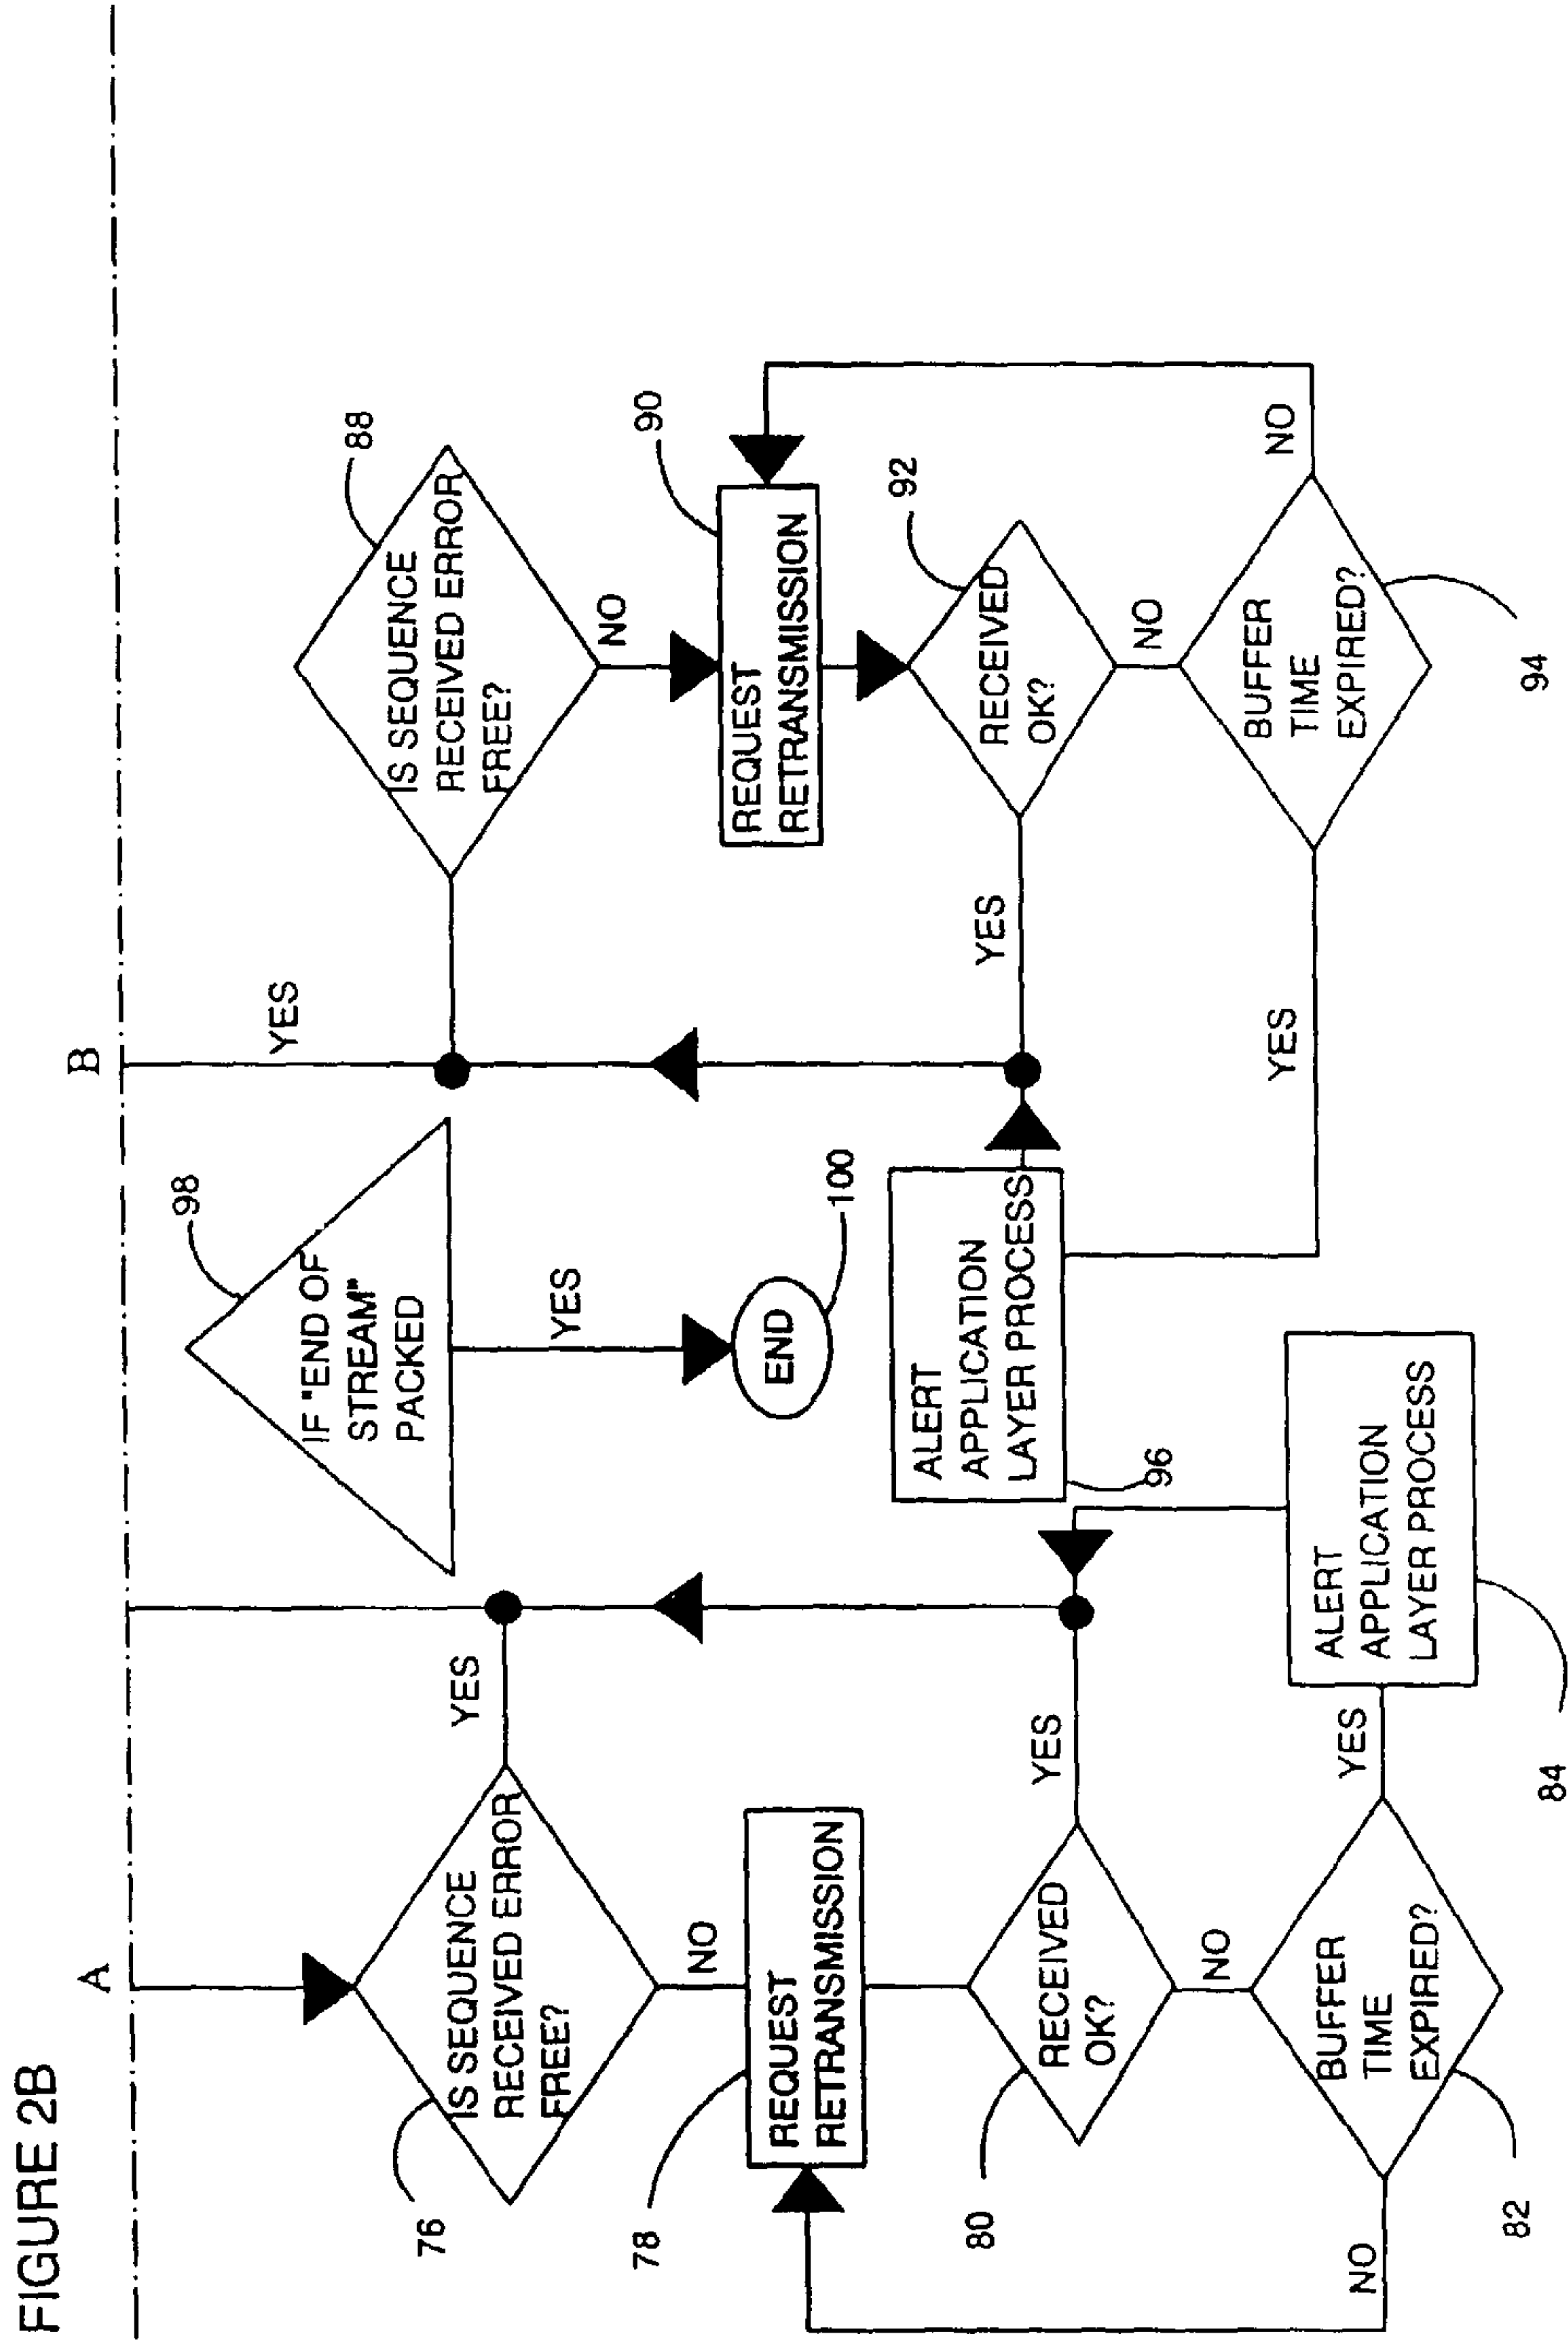 FIGURE 2B
A
B
76
IS SEQUENCE
RECEIVED ERROR
FREE?
YES
NO
78
REQUEST
RETRANSMISSION
80
RECEIVED
OK?
YES
NO
82
BUFFER
TIME
EXPIRED?
NO
YES
84
ALERT
APPLICATION
LAYER PROCESS
98
IF "END OF
STREAM"
PACKED
YES
END
100
YES
88
IS SEQUENCE
RECEIVED ERROR
FREE?
NO
90
REQUEST
RETRANSMISSION
92
RECEIVED
OK?
YES
NO
94
BUFFER
TIME
EXPIRED?
NO
YES
96
ALERT
APPLICATION
LAYER PROCESS